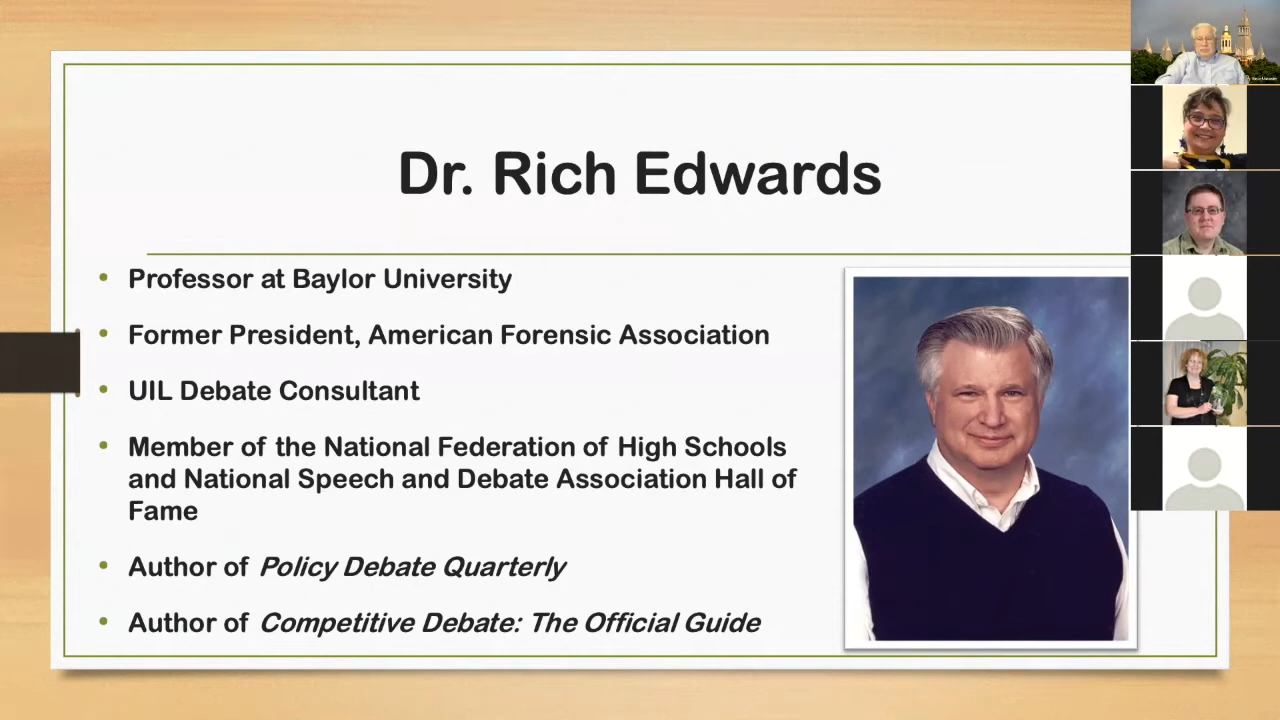 Dr. Rich Edwards
• Professor at Baylor University
• Former President, American Forensic Association
• UIL Debate Consultant
• Member of the National Federation of High Schools
and National Speech and Debate Association Hall of
Fame
• Author of Policy Debate Quarterly
• Author of Competitive Debate: The Official Guide